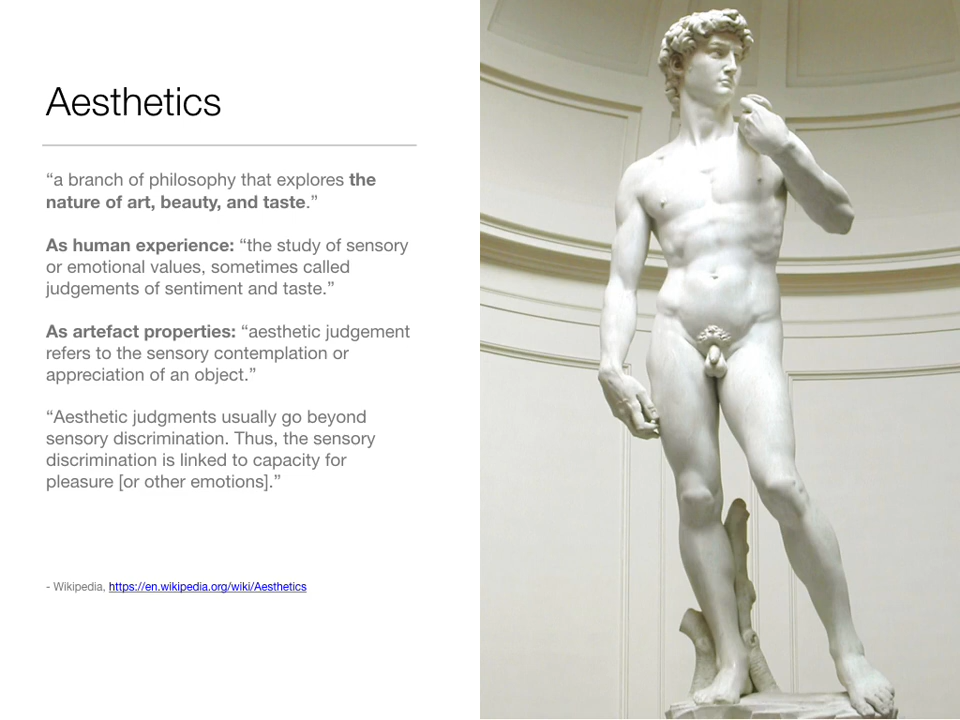 Aesthetics
“a branch of philosophy that explores the
nature of art, beauty, and taste.”
As human experience: “the study of sensory
or emotional values, sometimes called
judgements of sentiment and taste.”
As artefact properties: “aesthetic judgement
refers to the sensory contemplation or
appreciation of an object.”
“Aesthetic judgments usually go beyond
sensory discrimination. Thus, the sensory
discrimination is linked to capacity for
pleasure [or other emotions].”
- Wikipedia, https://en.wikipedia.org/wiki/Aesthetics